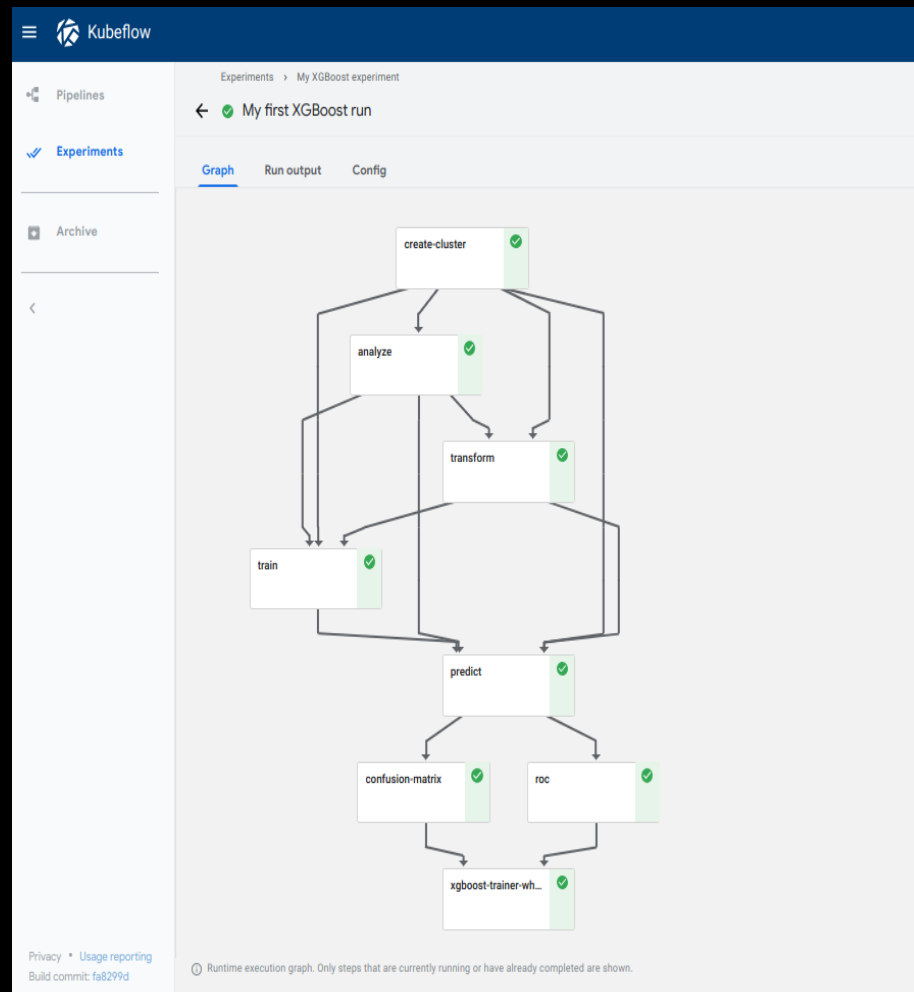 Kubeflow
Pipelines
Experiments
Archive
Experiments > My XGBoost experiment
My first XGBoost run
Graph Run output Config
create-cluster
analyze
transform
train
predict
confusion-matrix
roc
xgboost-trainer-wh...
Runtime execution graph. Only steps that are currently running or have already completed are shown.
Privacy • Usage reporting
Build commit: fa8299d